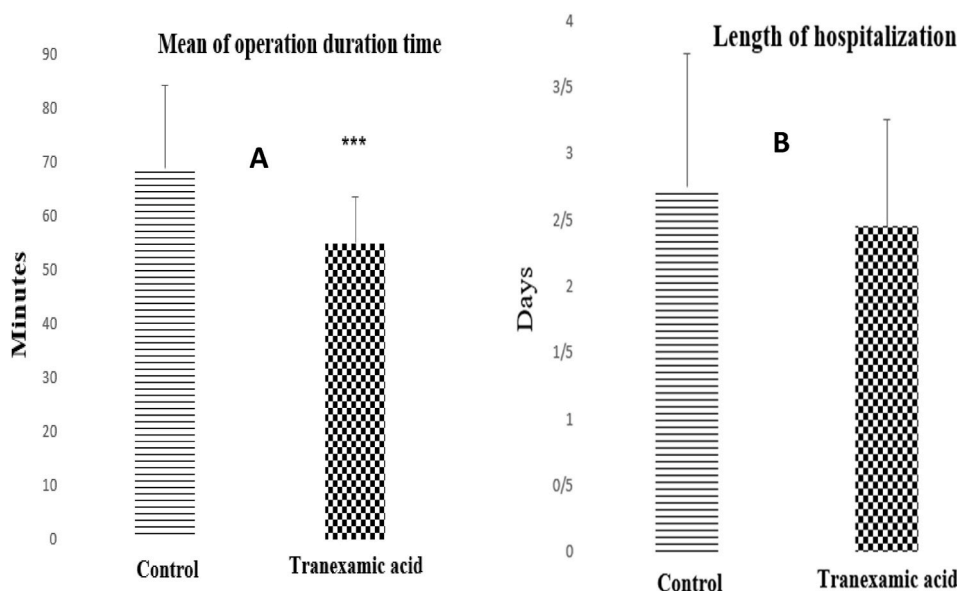 Mean of operation duration time
90
80
70
60
50
40
30
20
10
0
Minutes
A
***
Control
Tranexamic acid
Length of hospitalization
4
3/5
3
2/5
2
1/5
1
0/5
0
Days
B
Control
Tranexamic acid